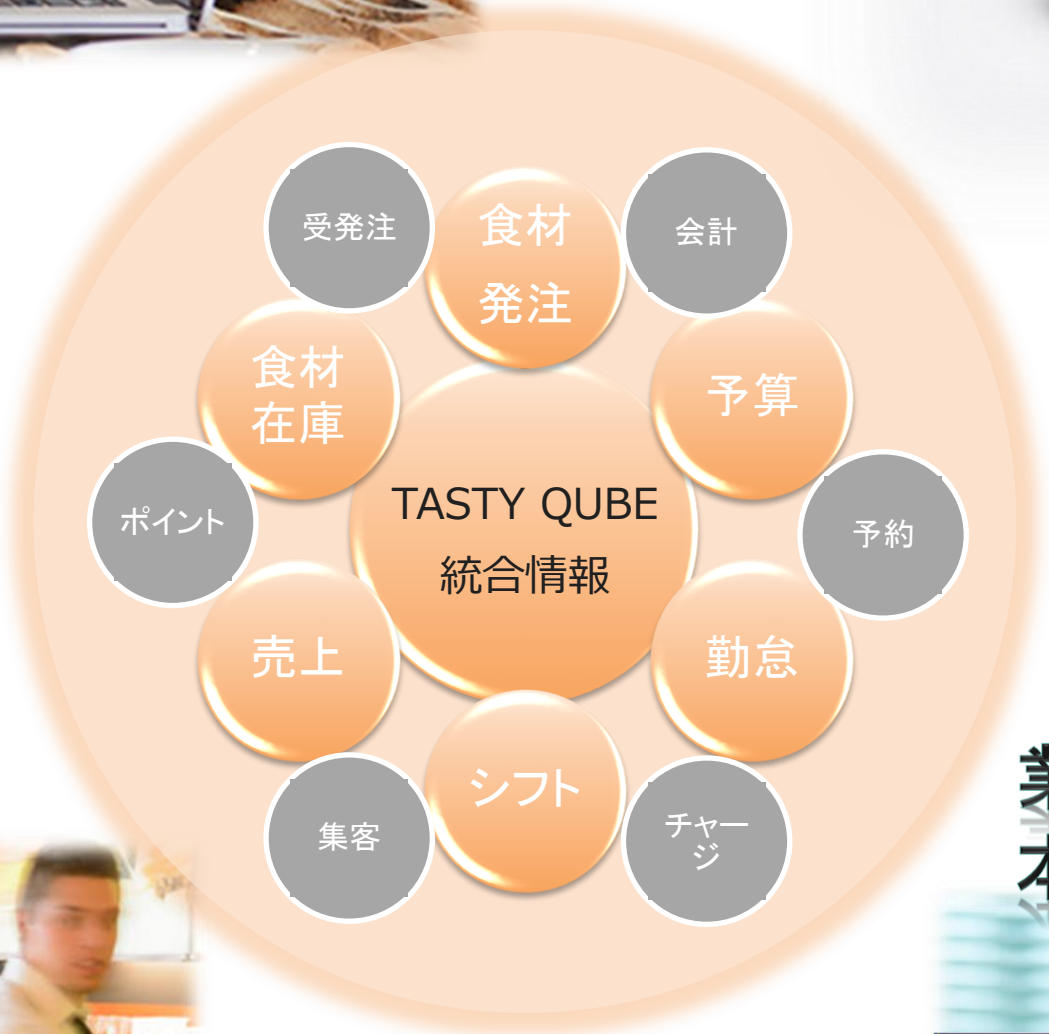 受発注
食材
発注
会計
食材
在庫
予算
TASTY QUBE
統合情報
ポイント
予約
売上
勤怠
シフト
集客
チャー
ジ
業
本